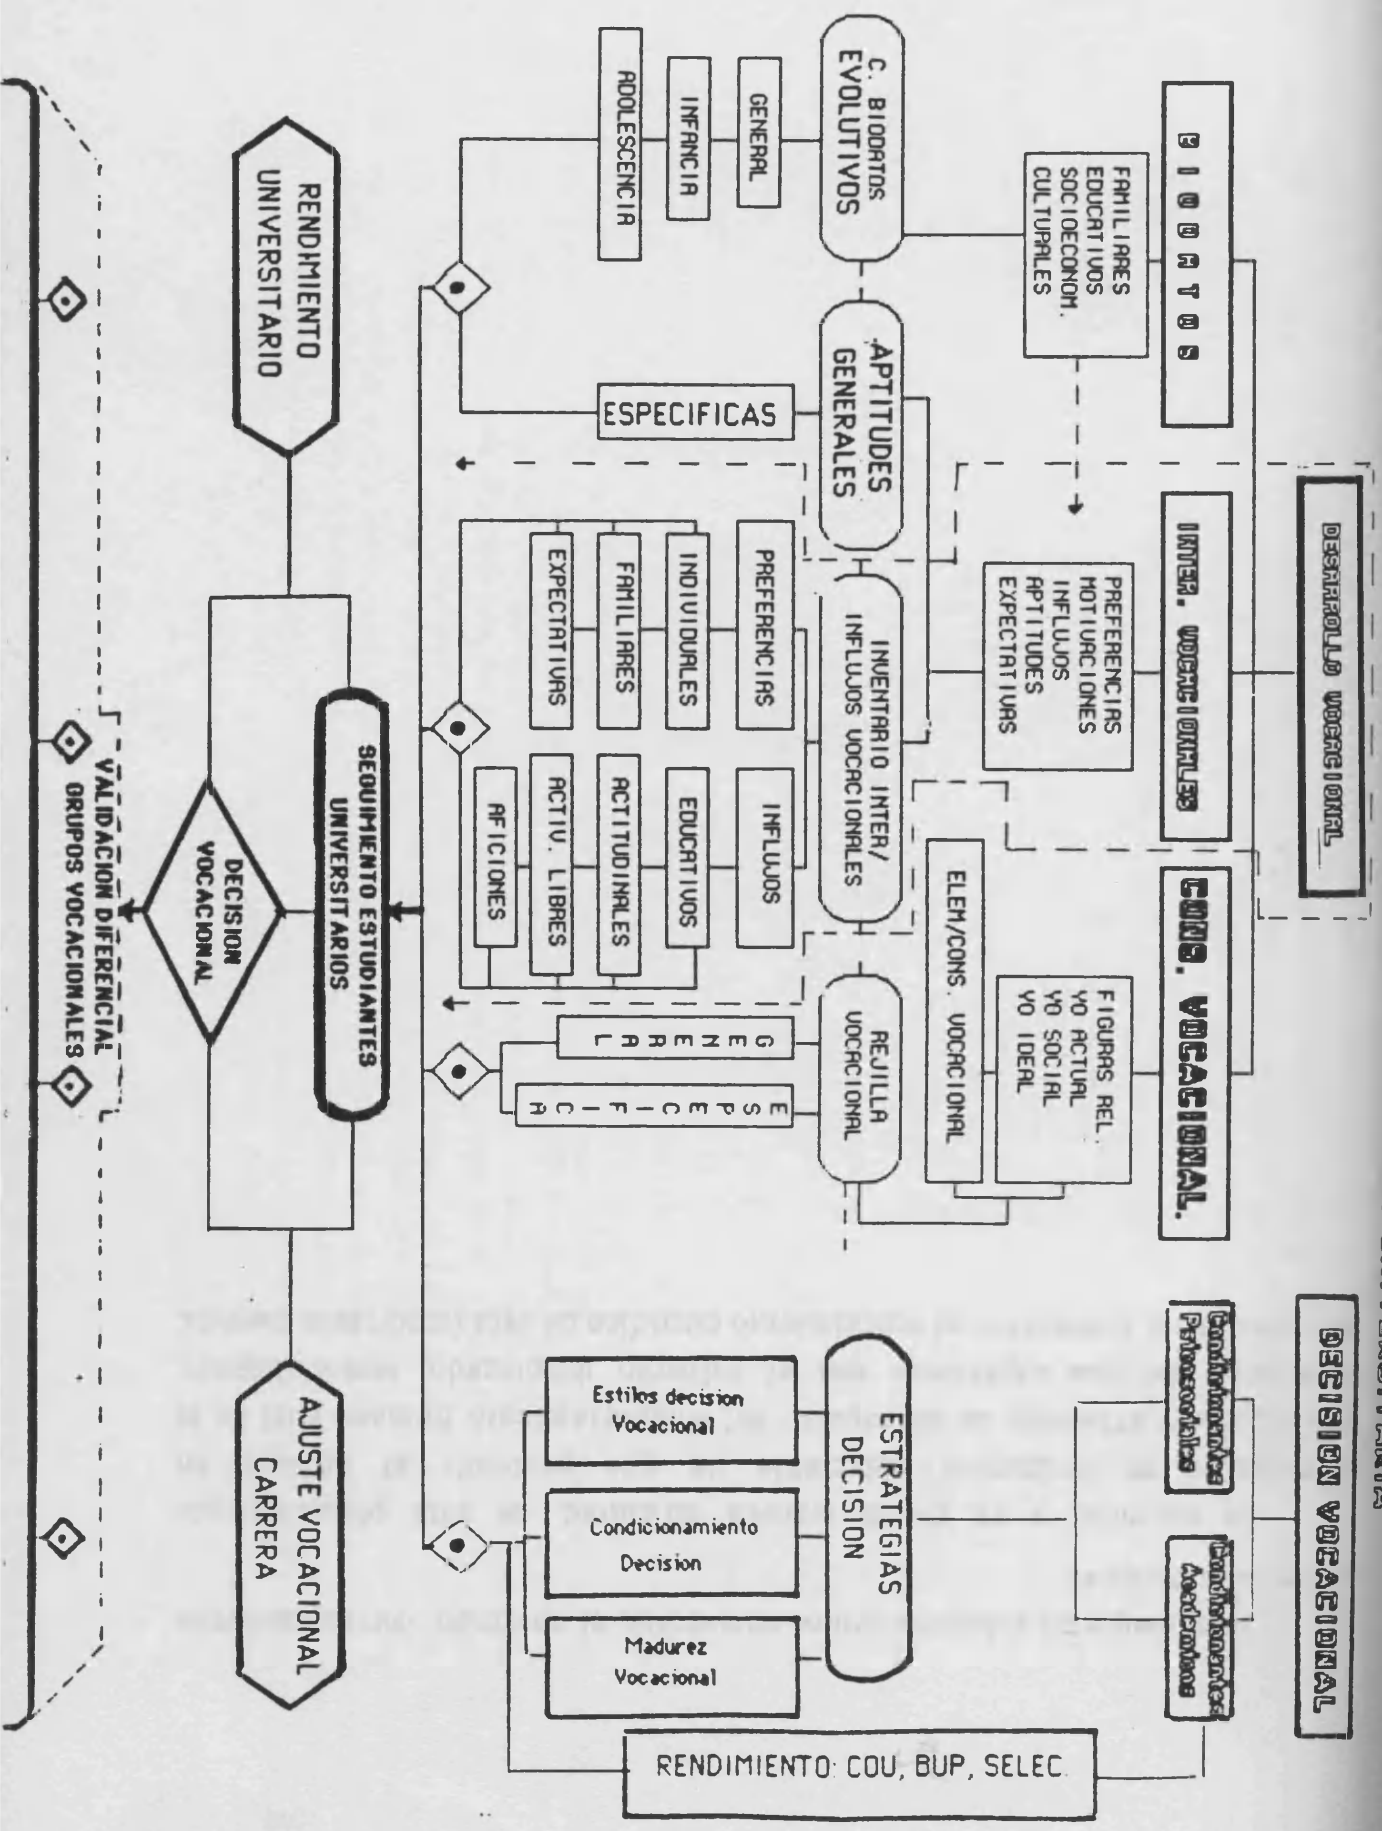 DESARROLLO VOCACIONAL
DECISION VOCACIONAL
BIODATOS
INTER. VOCACIONALES
CONS. VOCACIONAL.
Condicionantes
Personales
Condicionantes
Academicos
FAMILIARES
EDUCATIVOS
SOCIOECONOM.
CULTURALES
PREFERENCIAS
MOTIVACIONES
INFLUJOS
APTITUDES
EXPECTATIVAS
FIGURAS REL.
YO ACTUAL
YO SOCIAL
YO IDEAL
ELEM/CONS. VOCACIONAL
C. BIODATOS
EVOLUTIVOS
APTITUDES
GENERALES
INVENTARIO INTER/
INFLUJOS VOCACIONALES
REJILLA
VOCACIONAL
ESTRATEGIAS
DECISION
GENERAL
INFANCIA
ADOLESCENCIA
ESPECIFICAS
PREFERENCIAS
INDIVIDUALES
FAMILIARES
EXPECTATIVAS
INFLUJOS
EDUCATIVOS
ACTITUDINALES
ACTIV. LIBRES
AFICIONES
GENERAL
ESPECIFICA
Estilos decision
Vocacional
Condicionamiento
Decision
Madurez
Vocacional
RENDIMIENTO: COU, BUP, SELEC.
SEGUIMIENTO ESTUDIANTES
UNIVERSITARIOS
RENDIMIENTO
UNIVERSITARIO
DECISION
VOCACIONAL
AJUSTE VOCACIONAL
CARRERA
VALIDACION DIFERENCIAL
GRUPOS VOCACIONALES